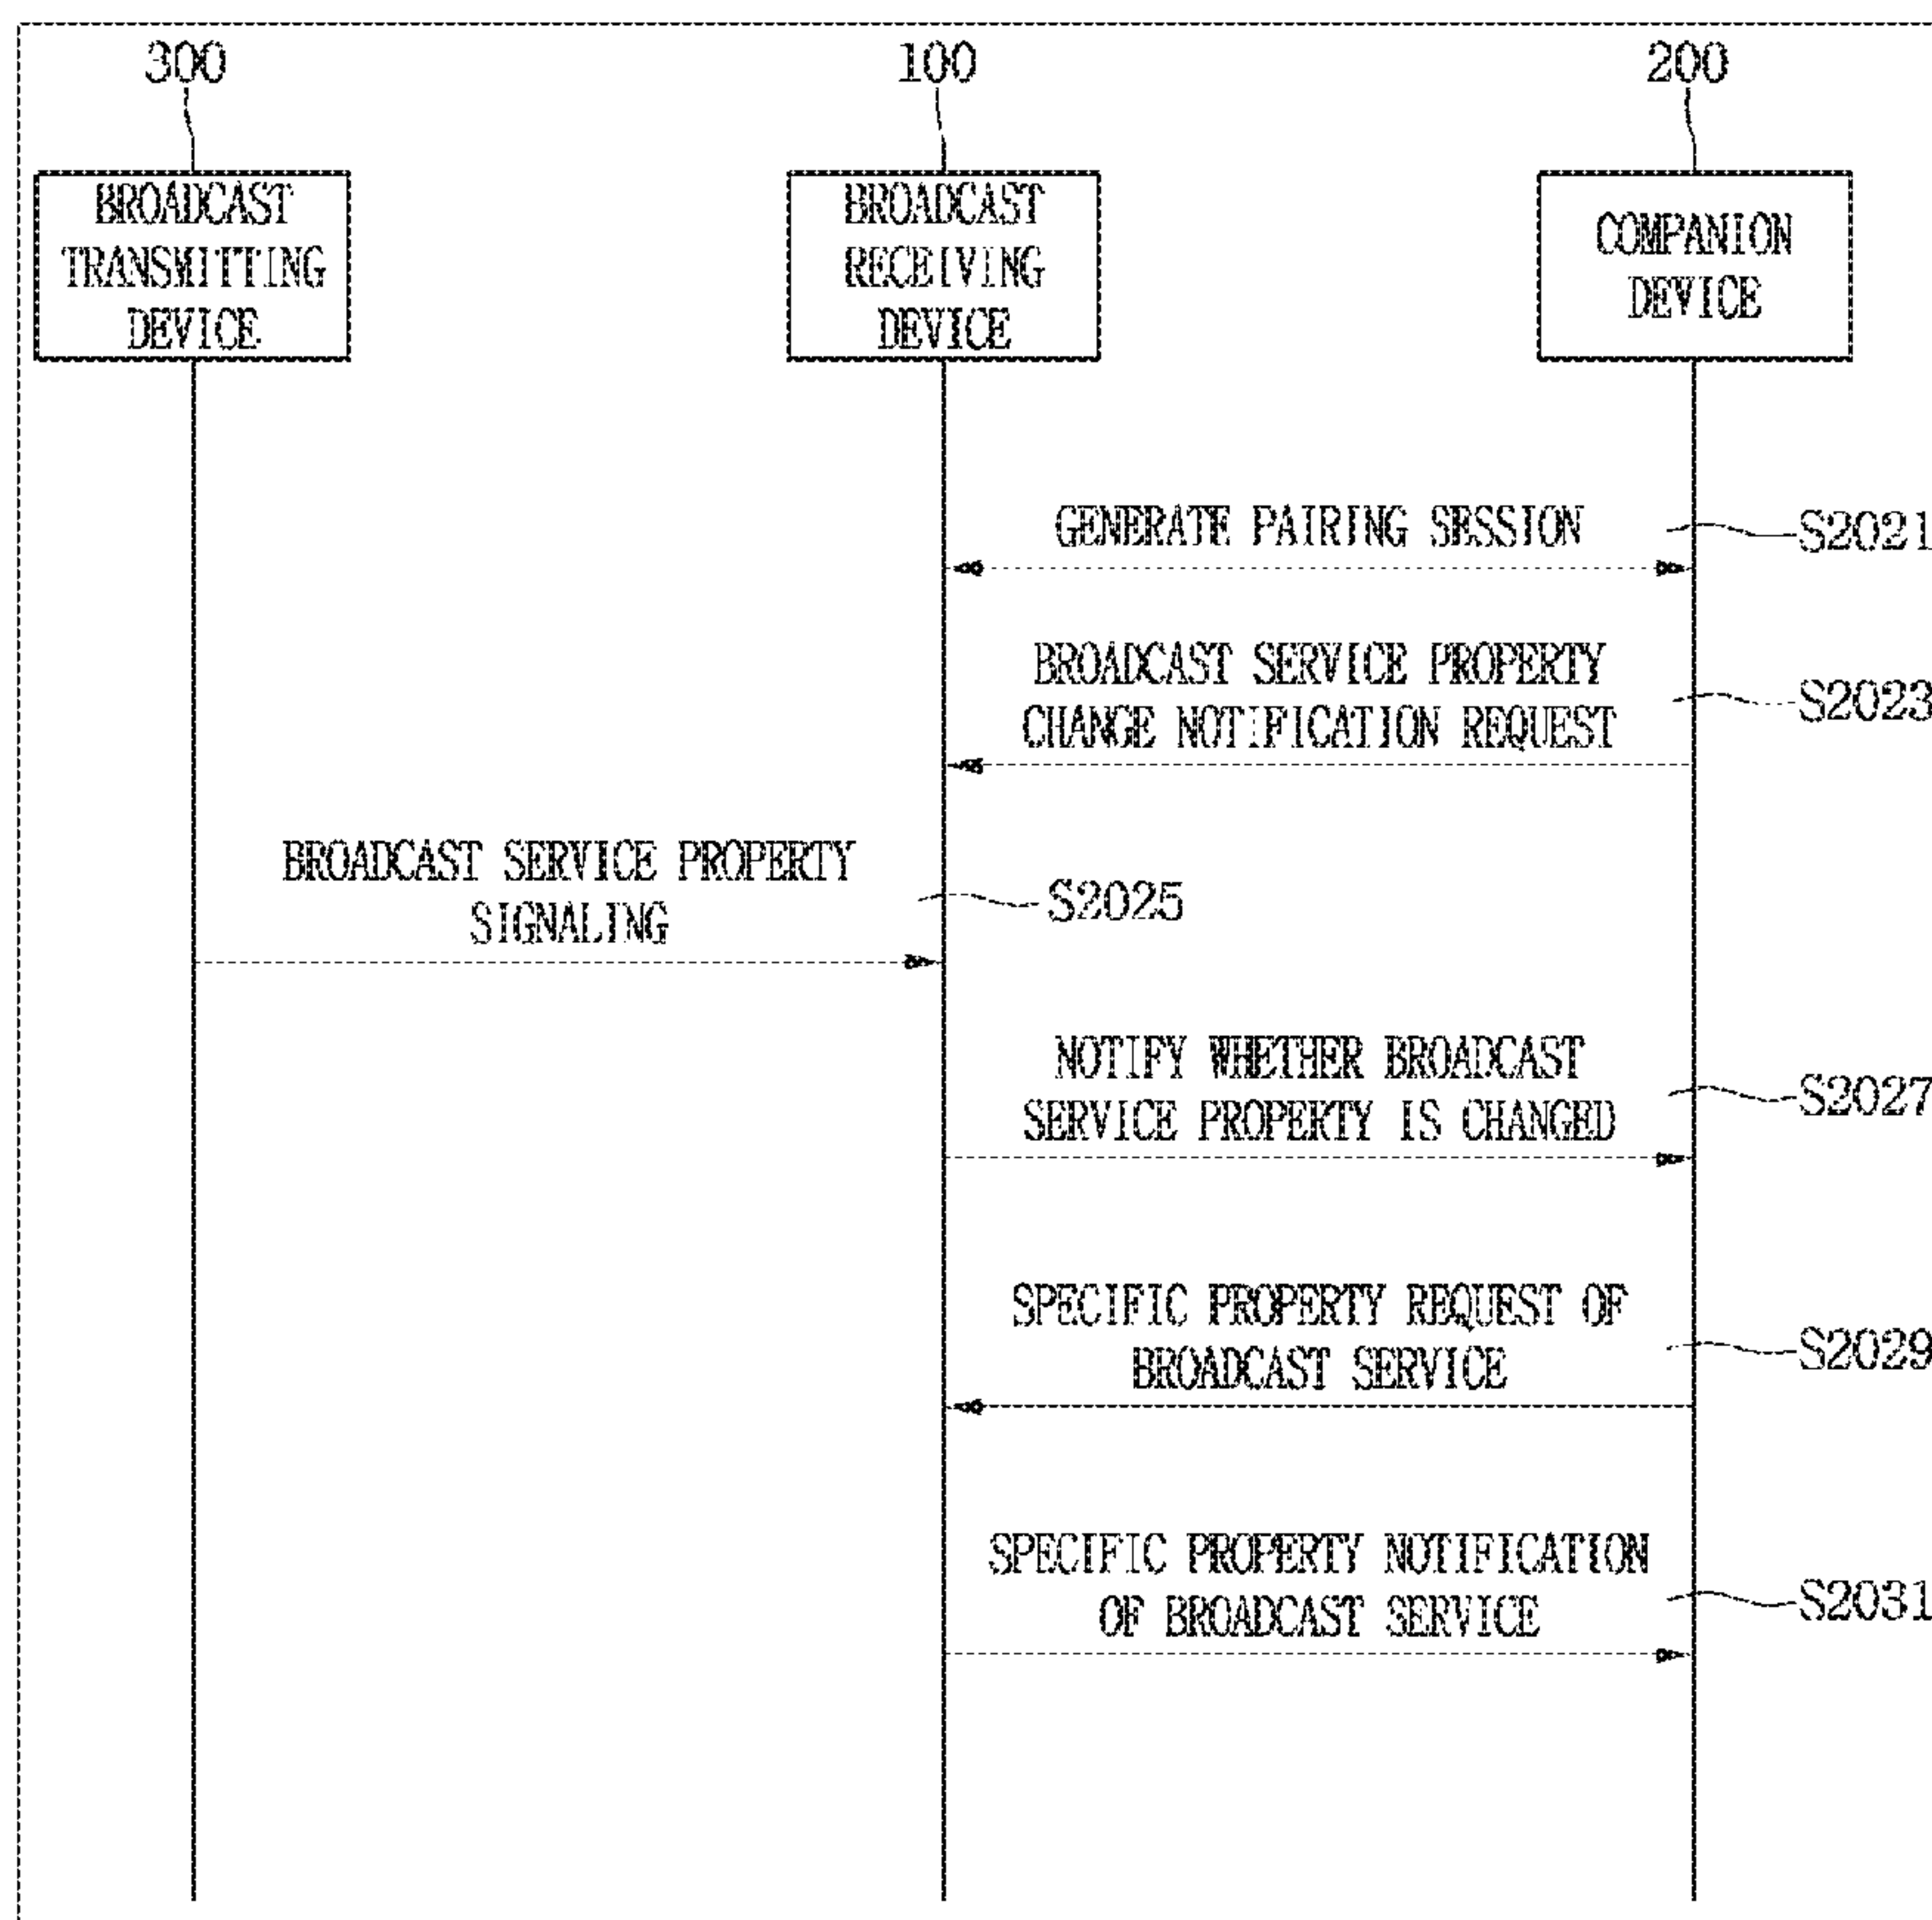 300
100
200
BROADCAST
TRANSMITTING
DEVICE
BROADCAST
RECEIVING
DEVICE
COMPANION
DEVICE
GENERATE PAIRING SESSION
S2021
BROADCAST SERVICE PROPERTY
CHANGE NOTIFICATION REQUEST
S2023
BROADCAST SERVICE PROPERTY
SIGNALING
S2025
NOTIFY WHETHER BROADCAST
SERVICE PROPERTY IS CHANGED
S2027
SPECIFIC PROPERTY REQUEST OF
BROADCAST SERVICE
S2029
SPECIFIC PROPERTY NOTIFICATION
OF BROADCAST SERVICE
S2031